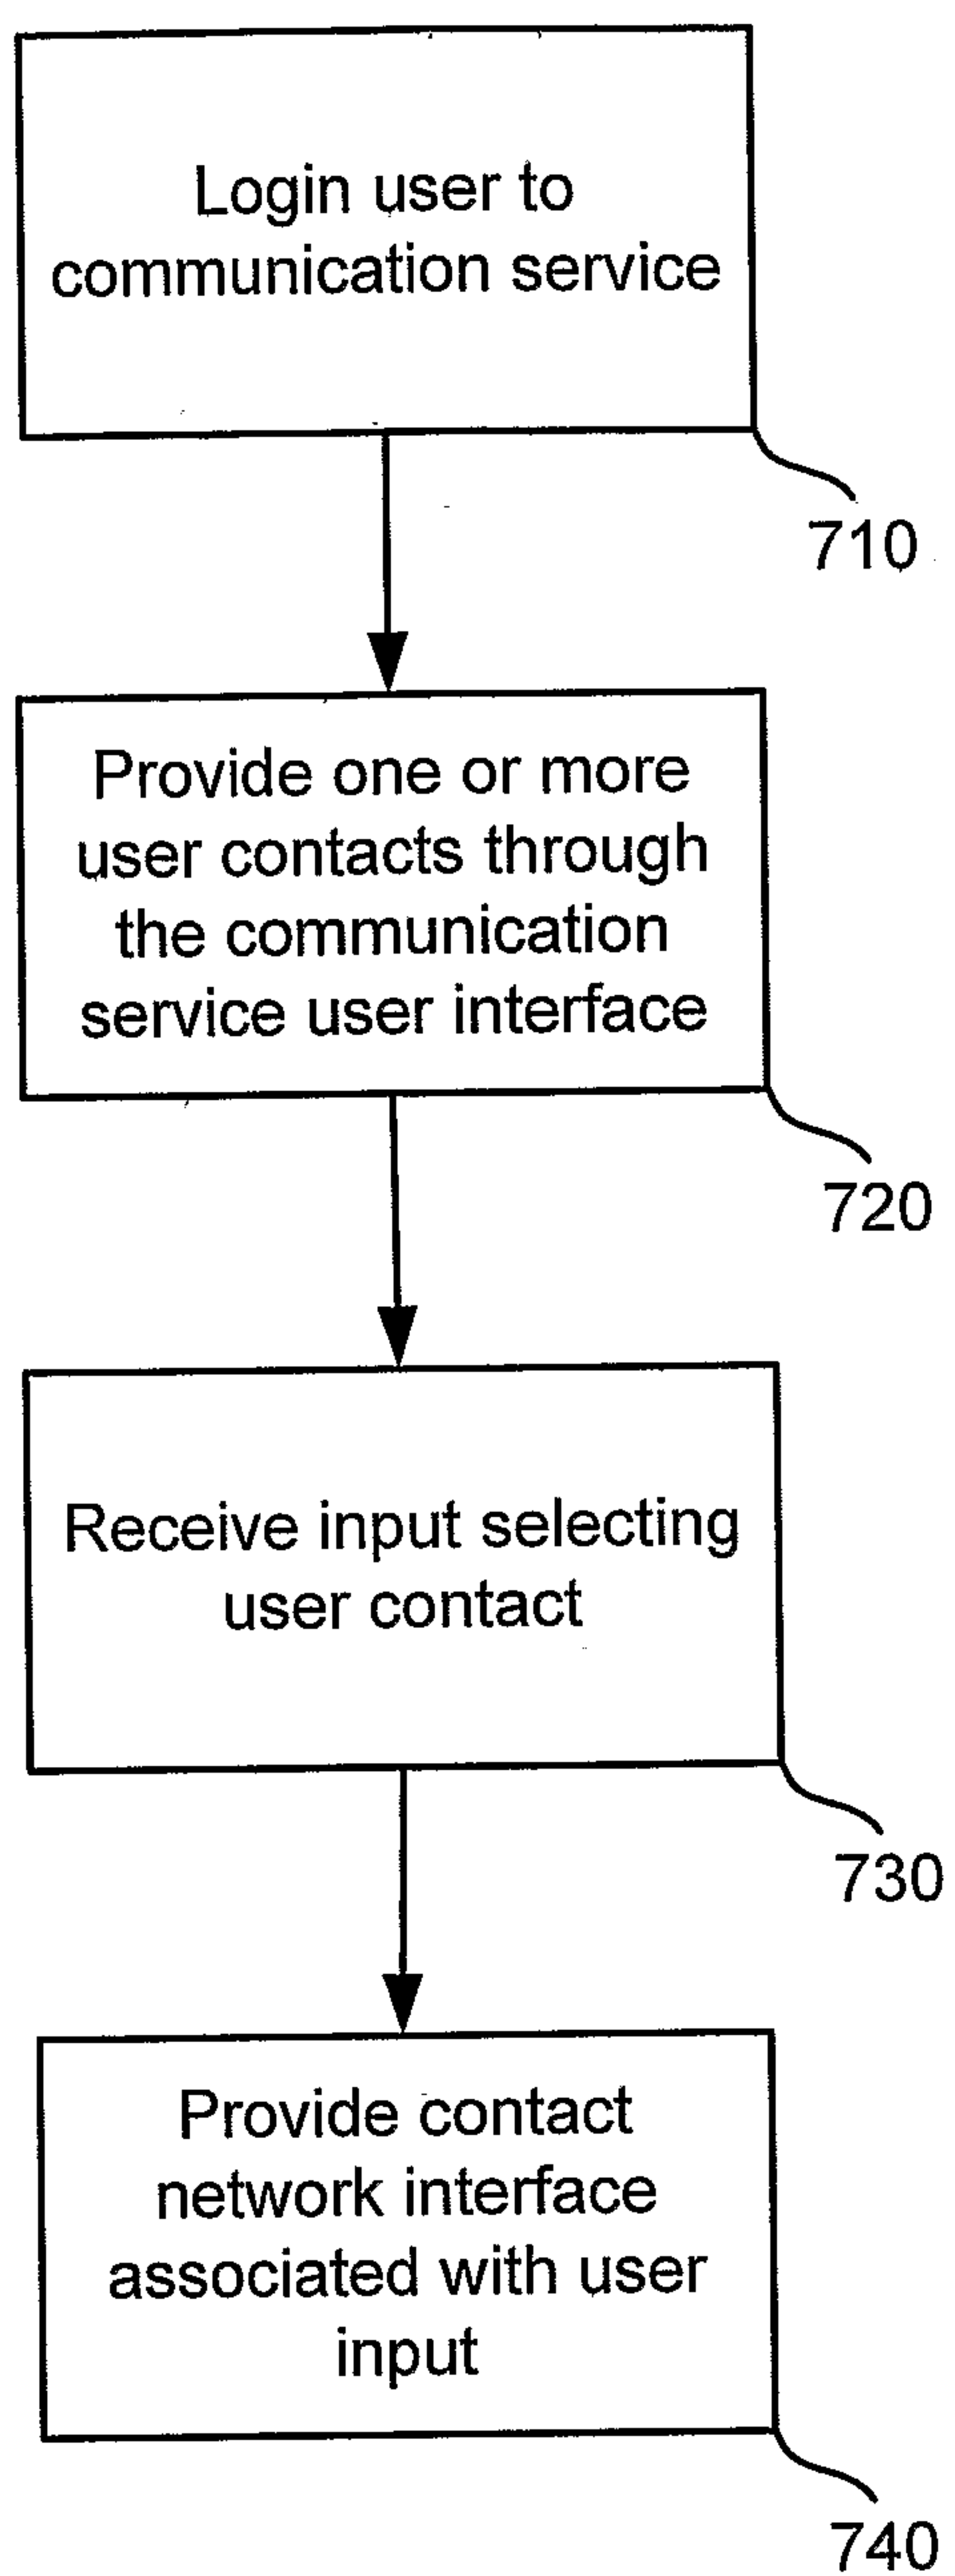 Login user to
communication service
710
Provide one or more
user contacts through
the communication
service user interface
720
Receive input selecting
user contact
730
Provide contact
network interface
associated with user
input
740